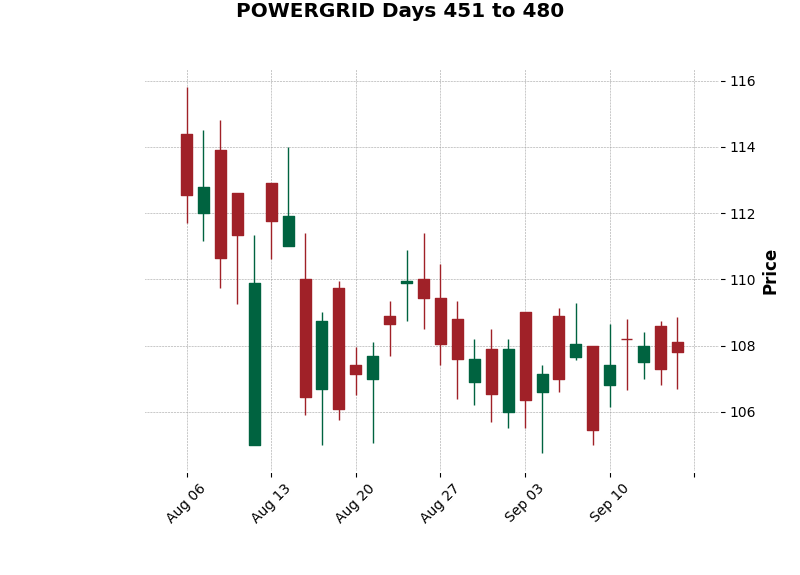 POWERGRID Days 451 to 480
116
114
112
110
108
106
Price
Aug 06
Aug 13
Aug 20
Aug 27
Sep 03
Sep 10